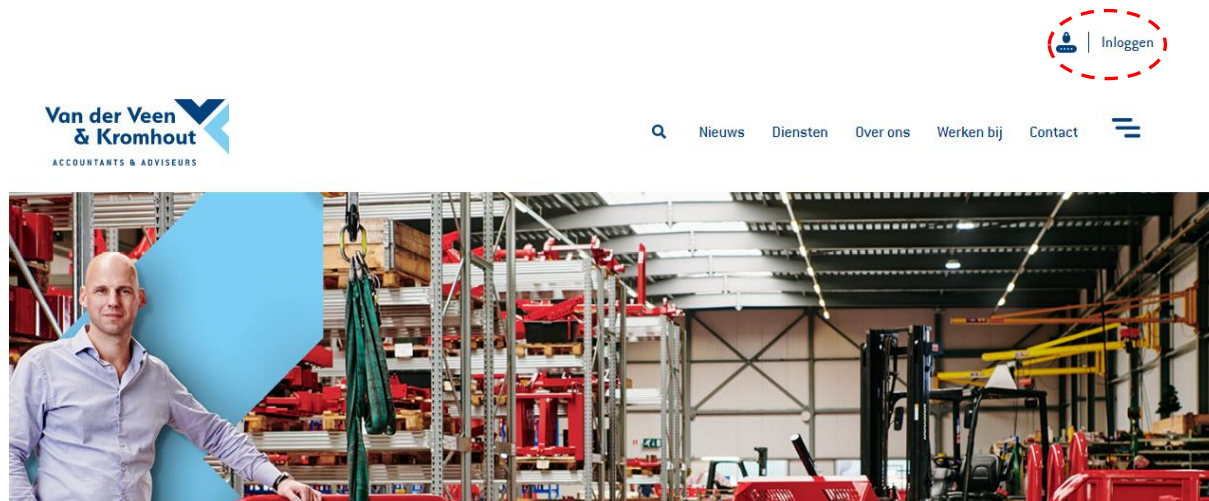 Inloggen
Van der Veen
& Kromhout
ACCOUNTANTS & ADVISEURS
Nieuws Diensten Over ons Werken bij Contact